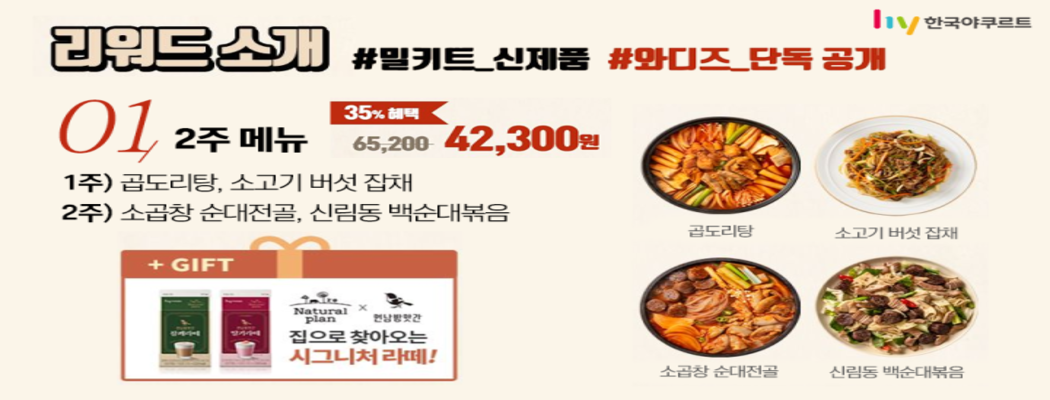 hy 한국야쿠르트
리워드 소개 #밀키트_신제품 #와디즈_단독 공개
01 2주 메뉴
35% 혜택
65,200 42,300원
1주) 곱도리탕, 소고기 버섯 잡채
2주) 소곱창 순대전골, 신림동 백순대볶음
+ GIFT
Natural plan × 연남방앗간
집으로 찾아오는
시그니처 라떼!
곱도리탕
소고기 버섯 잡채
소곱창 순대전골
신림동 백순대볶음